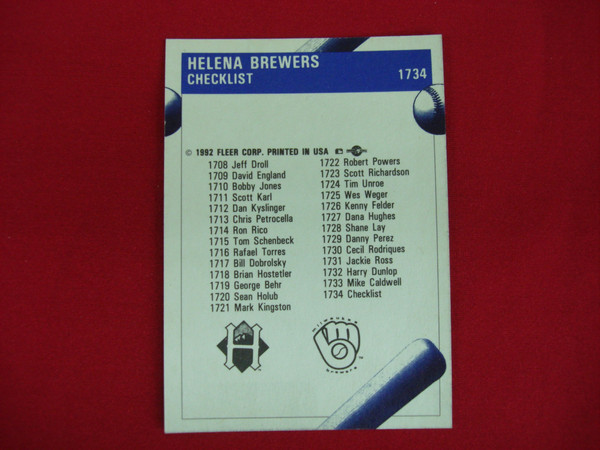 HELENA BREWERS
CHECKLIST 1734
© 1992 FLEER CORP. PRINTED IN USA
1708 Jeff Droll
1709 David England
1710 Bobby Jones
1711 Scott Karl
1712 Dan Kyslinger
1713 Chris Petrocella
1714 Ron Rico
1715 Tom Schenbeck
1716 Rafael Torres
1717 Bill Dobrolsky
1718 Brian Hostetler
1719 George Behr
1720 Sean Holub
1721 Mark Kingston
1722 Robert Powers
1723 Scott Richardson
1724 Tim Unroe
1725 Wes Weger
1726 Kenny Felder
1727 Dana Hughes
1728 Shane Lay
1729 Danny Perez
1730 Cecil Rodriques
1731 Jackie Ross
1732 Harry Dunlop
1733 Mike Caldwell
1734 Checklist
H
milwaukee
brewers
TM